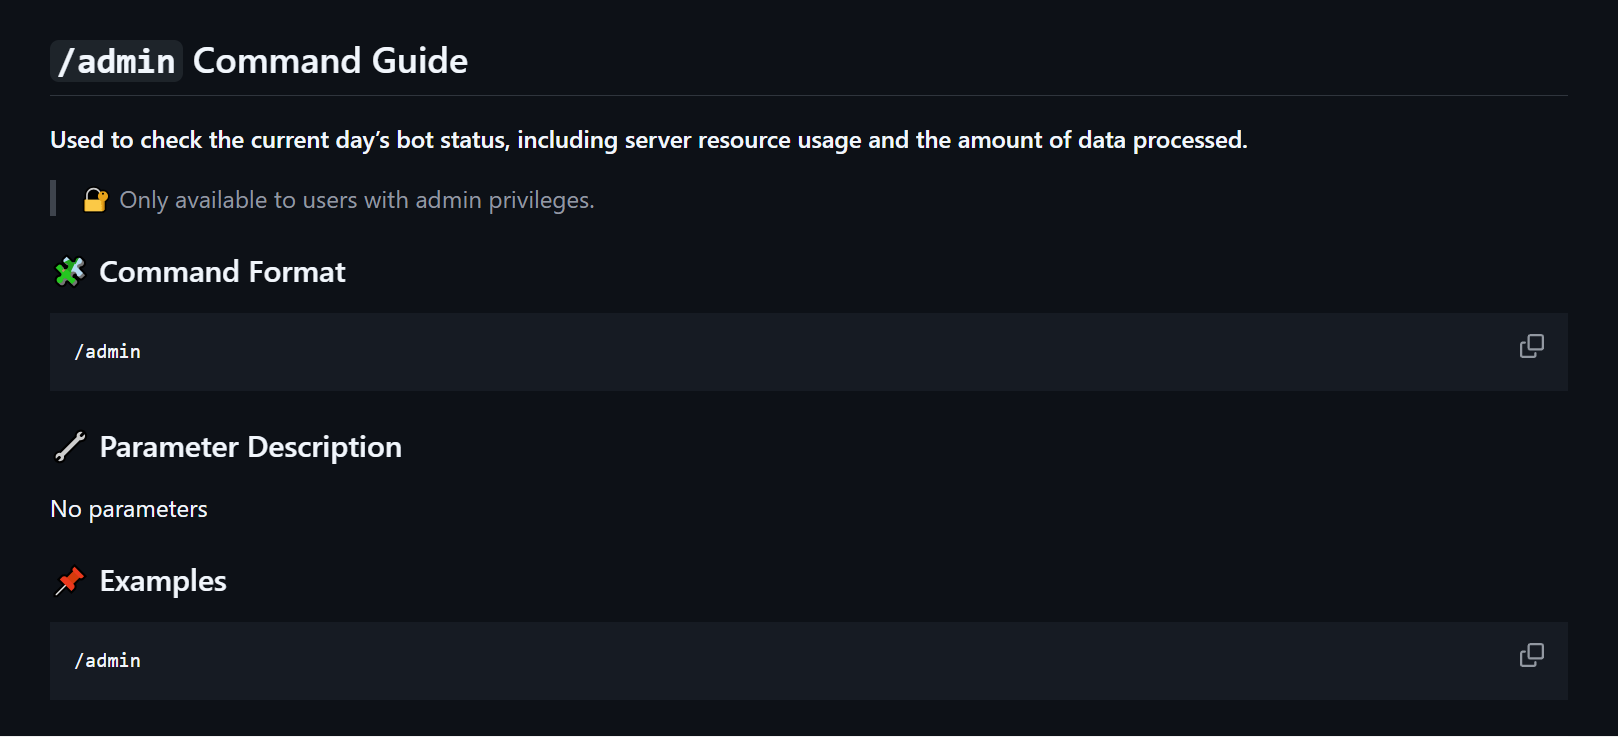 /admin Command Guide
Used to check the current day’s bot status, including server resource usage and the amount of data processed.
🔐 Only available to users with admin privileges.
🧩 Command Format
/admin
🔧 Parameter Description
No parameters
📌 Examples
/admin